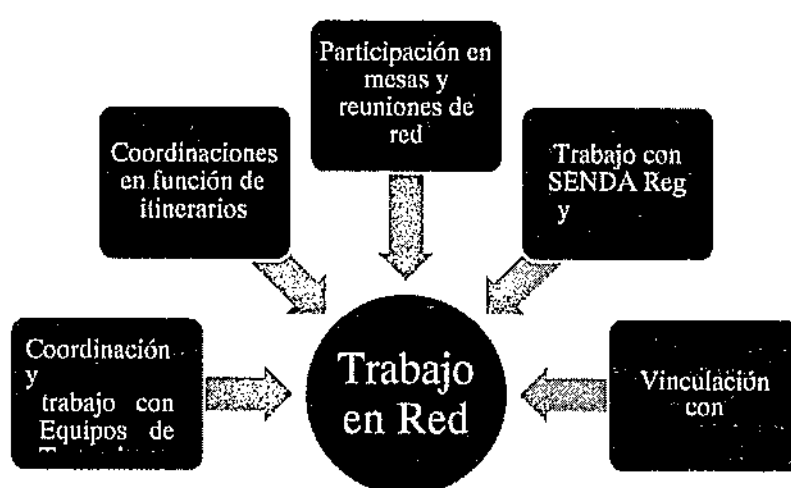 Participación en
mesas y
reuniones de
red
Coordinaciones
en función de
itinerarios
Trabajo con
SENDA Reg
y
Coordinación
y
trabajo con
Equipos de
Trabajo
en Red
Vinculación
con